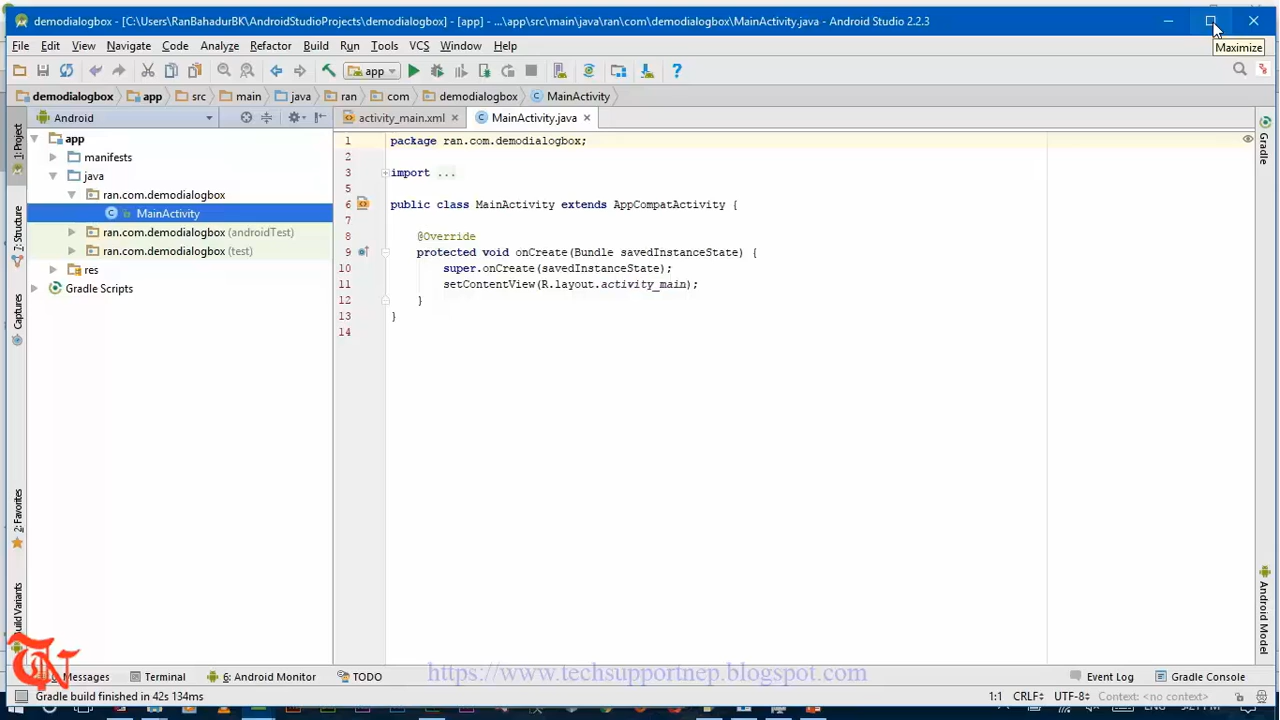 demodialogbox - [C:\Users\RanBahadurBK\AndroidStudioProjects\demodialogbox] - [app] - ...\app\src\main\java\ran\com\demodialogbox\MainActivity.java - Android Studio 2.2.3
Maximize
File Edit View Navigate Code Analyze Refactor Build Run Tools VCS Window Help
app
demodialogbox app src main java ran com demodialogbox MainActivity
Android
activity_main.xml MainActivity.java
1: Project
7: Structure
Captures
2: Favorites
Build Variants
app
manifests
java
ran.com.demodialogbox
MainActivity
ran.com.demodialogbox (androidTest)
ran.com.demodialogbox (test)
res
Gradle Scripts
1 package ran.com.demodialogbox;
2
3 import ...
5
6 public class MainActivity extends AppCompatActivity {
7
8 @Override
9 protected void onCreate(Bundle savedInstanceState) {
10 super.onCreate(savedInstanceState);
11 setContentView(R.layout.activity_main);
12 }
13 }
14
Gradle
Android Model
TN
https://www.techsupportnep.blogspot.com
Messages Terminal 6: Android Monitor TODO Event Log Gradle Console
Gradle build finished in 42s 134ms 1:1 CRLF UTF-8 Context: <no context>